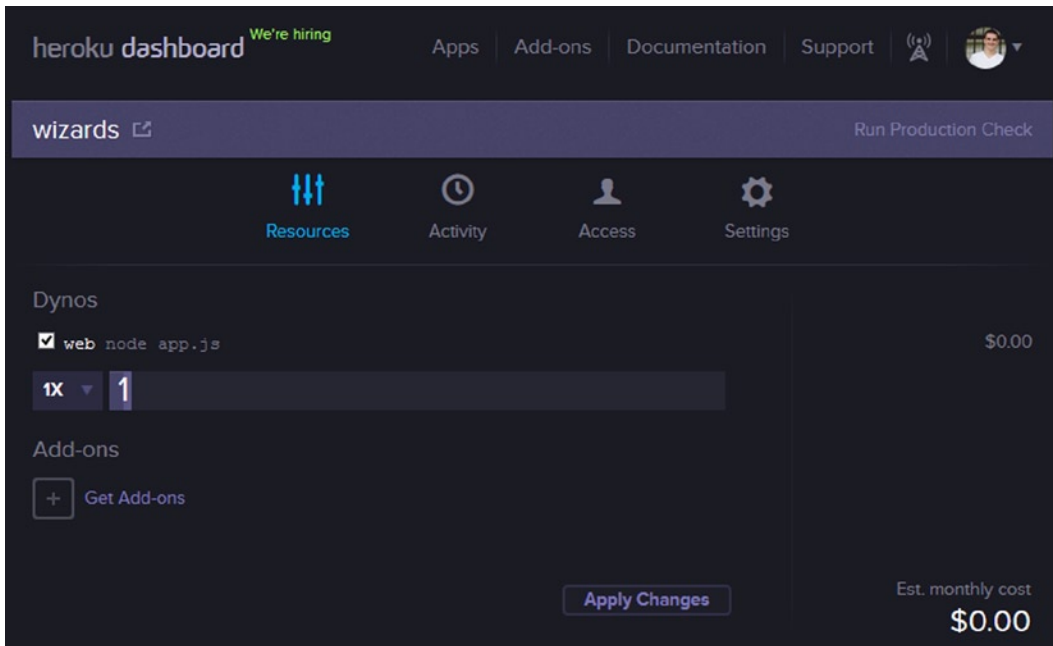 heroku dashboard We're hiring Apps Add-ons Documentation Support
wizards Run Production Check
Resources Activity Access Settings
Dynos
web node app.js $0.00
1X 1
Add-ons
+ Get Add-ons
Apply Changes
Est. monthly cost
$0.00